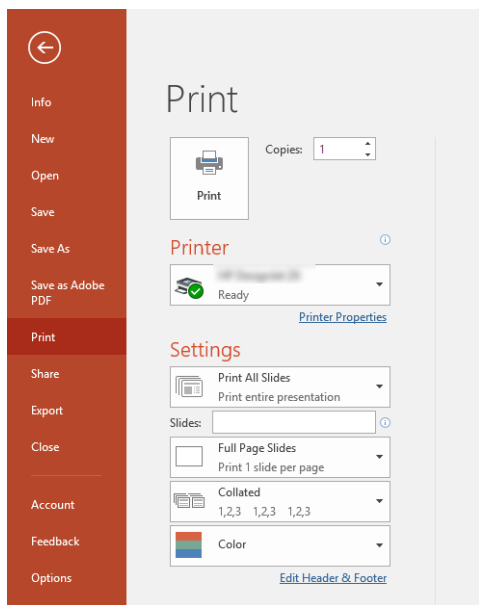 Info
New
Open
Save
Save As
Save as Adobe
PDF
Print
Share
Export
Close
Account
Feedback
Options
Print
Copies: 1
Print
Printer
Ready
Printer Properties
Settings
Print All Slides
Print entire presentation
Slides:
Full Page Slides
Print 1 slide per page
Collated
1,2,3 1,2,3 1,2,3
Color
Edit Header & Footer